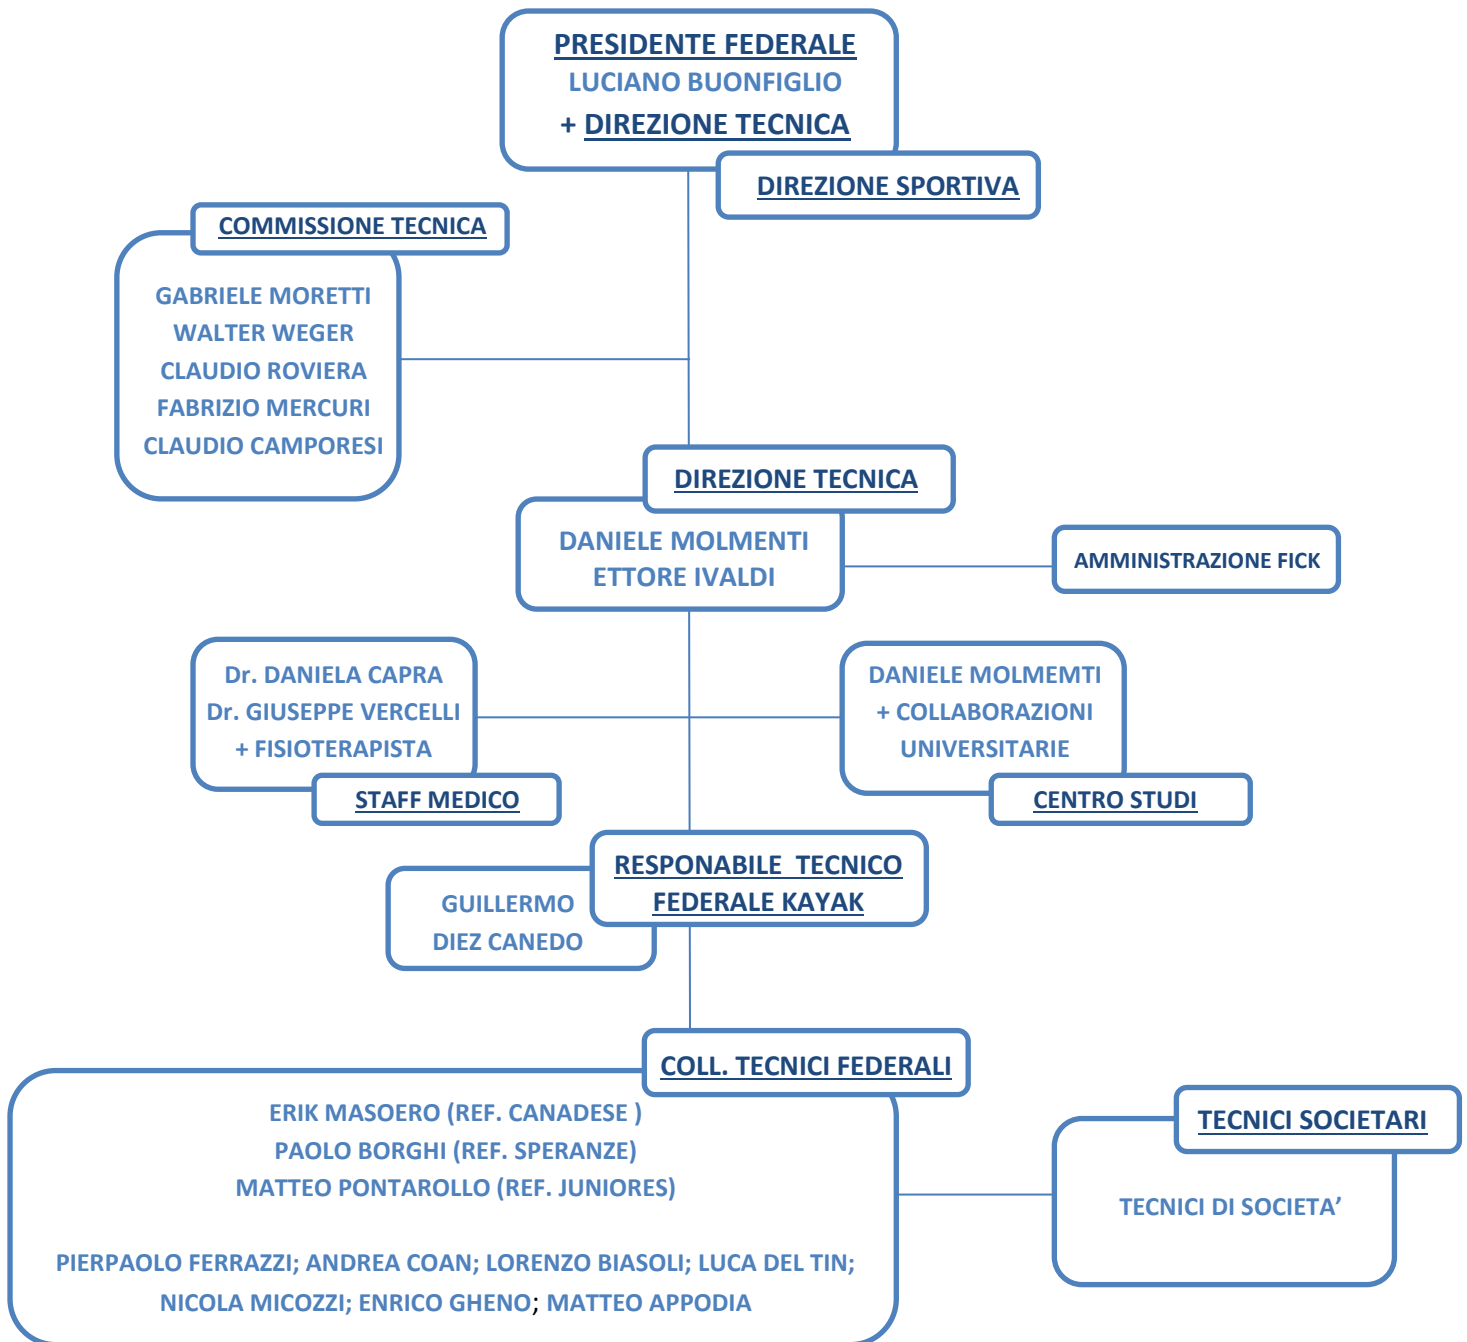 PRESIDENTE FEDERALE
LUCIANO BUONFIGLIO
+ DIREZIONE TECNICA
DIREZIONE SPORTIVA
COMMISSIONE TECNICA
GABRIELE MORETTI
WALTER WEGER
CLAUDIO ROVIERA
FABRIZIO MERCURI
CLAUDIO CAMPORESI
DIREZIONE TECNICA
DANIELE MOLMENTI
ETTORE IVALDI
AMMINISTRAZIONE FICK
Dr. DANIELA CAPRA
Dr. GIUSEPPE VERCELLI
+ FISIOTERAPISTA
STAFF MEDICO
DANIELE MOLMEMTI
+ COLLABORAZIONI
UNIVERSITARIE
CENTRO STUDI
RESPONABILE  TECNICO
FEDERALE KAYAK
GUILLERMO
DIEZ CANEDO
COLL. TECNICI FEDERALI
ERIK MASOERO (REF. CANADESE )
PAOLO BORGHI (REF. SPERANZE)
MATTEO PONTAROLLO (REF. JUNIORES)
PIERPAOLO FERRAZZI; ANDREA COAN; LORENZO BIASOLI; LUCA DEL TIN;
NICOLA MICOZZI; ENRICO GHENO; MATTEO APPODIA
TECNICI SOCIETARI
TECNICI DI SOCIETA’